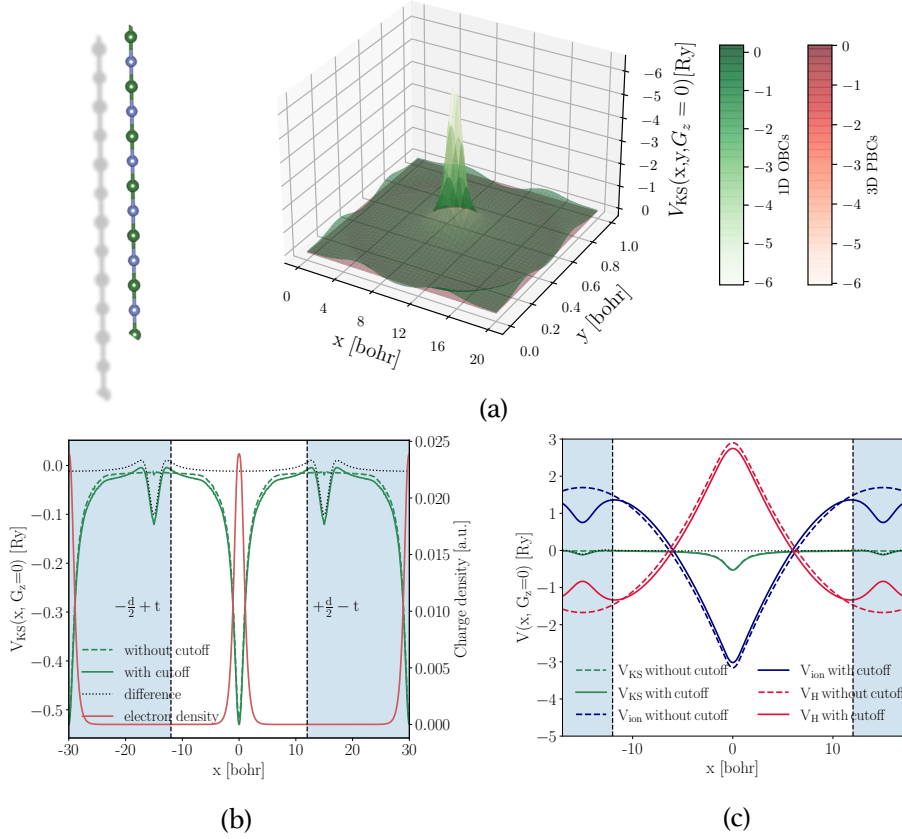 V_KS(x,y,G_z = 0)[Ry]
−6
−5
−4
−3
−2
−1
0
0
4
8
12
16
20
x [bohr]
0.0
0.2
0.4
0.6
0.8
1.0
y [bohr]
0
−1
−2
−3
−4
−5
−6
1D OBCs
0
−1
−2
−3
−4
−5
−6
3D PBCs
(a)
V_KS(x, G_z=0) [Ry]
0.0
−0.1
−0.2
−0.3
−0.4
−0.5
−d/2 + t
+d/2 − t
without cutoff
with cutoff
difference
electron density
0.025
0.020
0.015
0.010
0.005
0.000
Charge density [a.u.]
-30
-20
-10
0
10
20
30
x [bohr]
(b)
V(x, G_z=0) [Ry]
3
2
1
0
−1
−2
−3
−4
−5
V_KS without cutoff
V_KS with cutoff
V_ion without cutoff
V_ion with cutoff
V_H without cutoff
V_H with cutoff
-10
0
10
x [bohr]
(c)